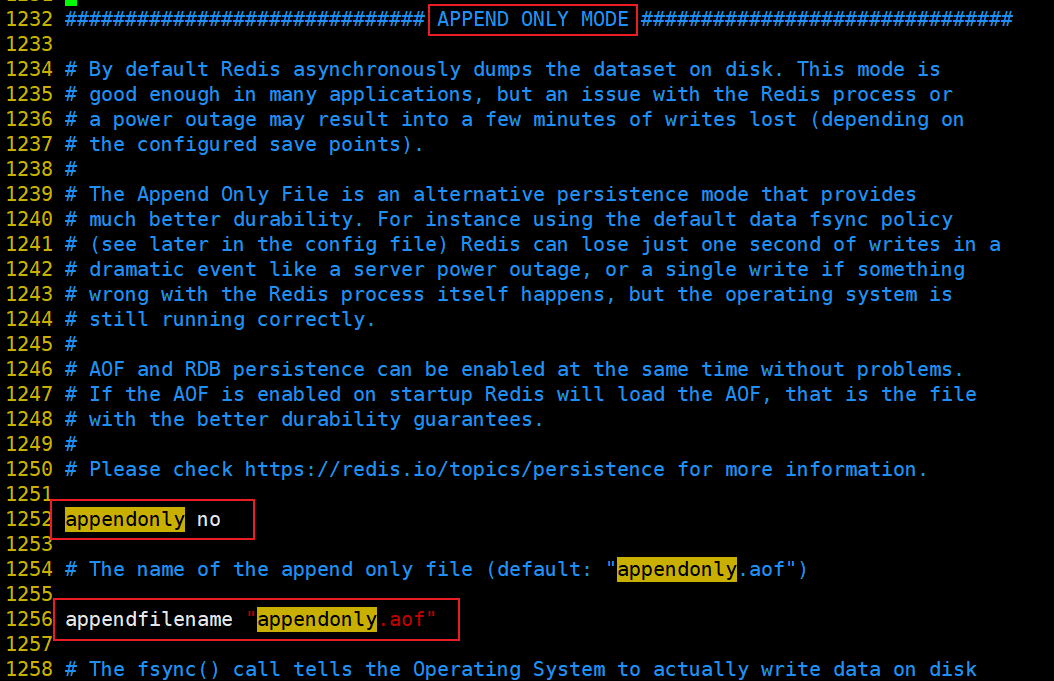 1232 ############################## APPEND ONLY MODE ###############################
1233
1234 # By default Redis asynchronously dumps the dataset on disk. This mode is
1235 # good enough in many applications, but an issue with the Redis process or
1236 # a power outage may result into a few minutes of writes lost (depending on
1237 # the configured save points).
1238 #
1239 # The Append Only File is an alternative persistence mode that provides
1240 # much better durability. For instance using the default data fsync policy
1241 # (see later in the config file) Redis can lose just one second of writes in a
1242 # dramatic event like a server power outage, or a single write if something
1243 # wrong with the Redis process itself happens, but the operating system is
1244 # still running correctly.
1245 #
1246 # AOF and RDB persistence can be enabled at the same time without problems.
1247 # If the AOF is enabled on startup Redis will load the AOF, that is the file
1248 # with the better durability guarantees.
1249 #
1250 # Please check https://redis.io/topics/persistence for more information.
1251
1252 appendonly no
1253
1254 # The name of the append only file (default: "appendonly.aof")
1255
1256 appendfilename "appendonly.aof"
1257
1258 # The fsync() call tells the Operating System to actually write data on disk